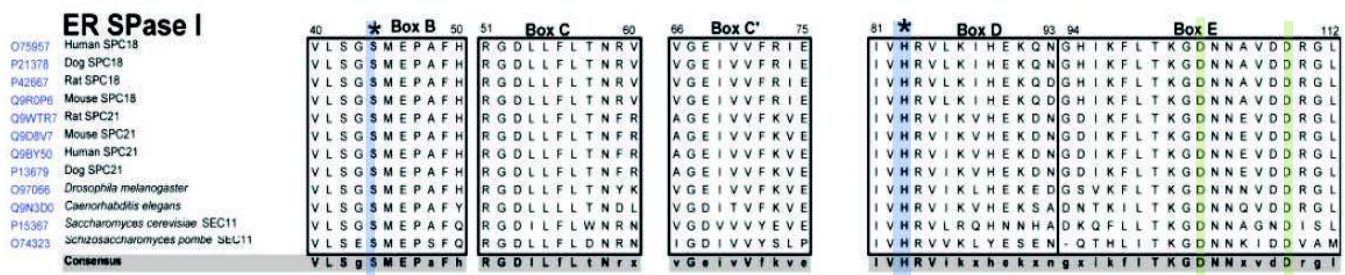 ER SPase I
40 * Box B 50 51 Box C 60 66 Box C' 75 81 * Box D 93 94 Box E 112
O75957 Human SPC18 V L S G S M E P A F H R G D L L F L T N R V V G E I V V F R I E I V H R V L K I H E K Q N G H I K F L T K G D N N A V D D R G L
P21378 Dog SPC18 V L S G S M E P A F H R G D L L F L T N R V V G E I V V F R I E I V H R V L K I H E K Q N G H I K F L T K G D N N A V D D R G L
P42667 Rat SPC18 V L S G S M E P A F H R G D L L F L T N R V V G E I V V F R I E I V H R V L K I H E K Q N G H I K F L T K G D N N A V D D R G L
Q9R0P6 Mouse SPC18 V L S G S M E P A F H R G D L L F L T N R V V G E I V V F R I E I V H R V L K I H E K Q D G H I K F L T K G D N N A V D D R G L
Q9WTR7 Rat SPC21 V L S G S M E P A F H R G D L L F L T N F R A G E I V V F K V E I V H R V I K V H E K D N G D I K F L T K G D N N E V D D R G L
Q9D8V7 Mouse SPC21 V L S G S M E P A F H R G D L L F L T N F R A G E I V V F K V E I V H R V I K V H E K D N G D I K F L T K G D N N E V D D R G L
Q9BY50 Human SPC21 V L S G S M E P A F H R G D L L F L T N F R A G E I V V F K V E I V H R V I K V H E K D N G D I K F L T K G D N N E V D D R G L
P13679 Dog SPC21 V L S G S M E P A F H R G D L L F L T N F R A G E I V V F K V E I V H R V I K V H E K D N G D I K F L T K G D N N E V D D R G L
O97066 Drosophila melanogaster V L S G S M E P A F H R G D L L F L T N Y K V G E I V V F K V E I V H R V I K L H E K E D G S V K F L T K G D N N N V D D R G L
Q9N3D0 Caenorhabditis elegans V L S G S M E P A F Y R G D L L L L T N D L V G D I T V F K V E I V H R V I K V H E K S A D N T K I L T K G D N N Q V D D R G L
P15367 Saccharomyces cerevisiae SEC11 V L S G S M E P A F Q R G D I L F L W N R N V G D V V V Y E V E I V H R V L R Q H N N H A D K Q F L L T K G D N N A G N D I S L
O74323 Schizosaccharomyces pombe SEC11 V L S E S M E P S F Q R G D L L F L D N R N I G D I V V Y S L P I V H R V V K L Y E S E N - Q T H L I T K G D N N K I D D V A M
Consensus V L S g S M E P a F h R G D I L F L t N r x v G e i v V f k v e I V H R V i k x h e k x n g x i k f l T K G D N N x v d D r g l